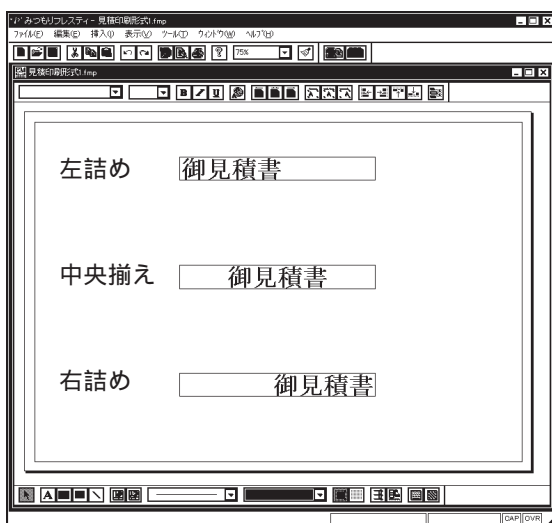 みつもりフレスティー - 見積印刷形式1.fmp
ファイル(F) 編集(E) 挿入(I) 表示(V) ツール(T) ウィンドウ(W) ヘルプ(H)
75%
見積印刷形式1.fmp
B I U
左詰め 御見積書
中央揃え 御見積書
右詰め 御見積書
A
CAP OVR